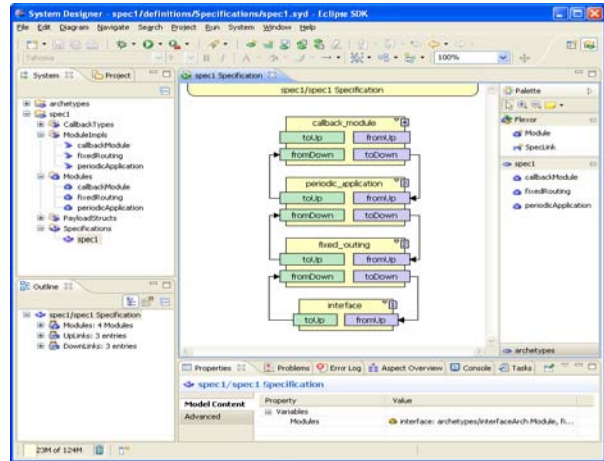 System Designer - spec1/definitions/Specifications/spec1.syd - Eclipse SDK
File Edit Diagram Navigate Search Project Run System Window Help
Tahoma 9 B I A 100%
System Project
archetypes
spec1
CallbackTypes
ModuleImpls
callbackModule
fixedRouting
periodicApplication
Modules
callbackModule
fixedRouting
periodicApplication
PayloadStructs
Specifications
spec1
Outline
spec1/spec1 Specification
Modules: 4 Modules
UpLinks: 3 entries
DownLinks: 3 entries
spec1 Specification
spec1/spec1 Specification
callback_module
toUp fromUp
fromDown toDown
periodic_application
toUp fromUp
fromDown toDown
fixed_outing
toUp fromUp
fromDown toDown
interface
toUp fromUp
Palette
Flexor
Module
SpecLink
spec1
callbackModule
fixedRouting
periodicApplication
archetypes
Properties Problems Error Log Aspect Overview Console Tasks
spec1/spec1 Specification
Model Content
Advanced
Property Value
Variables
Modules interface: archetypes/interfaceArch Module, fi...
23M of 124M